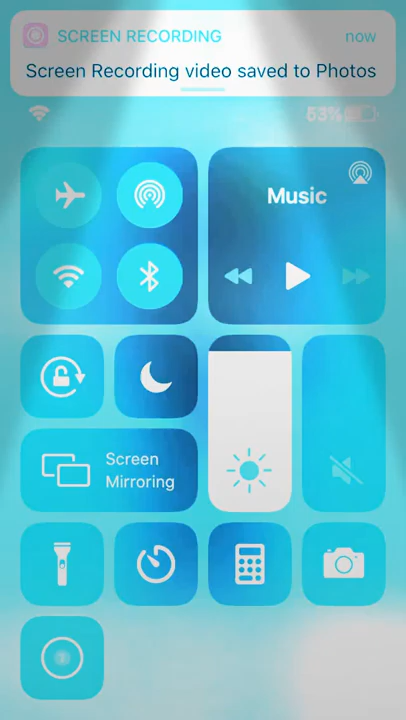 SCREEN RECORDING now
Screen Recording video saved to Photos
53%
Music
Screen
Mirroring